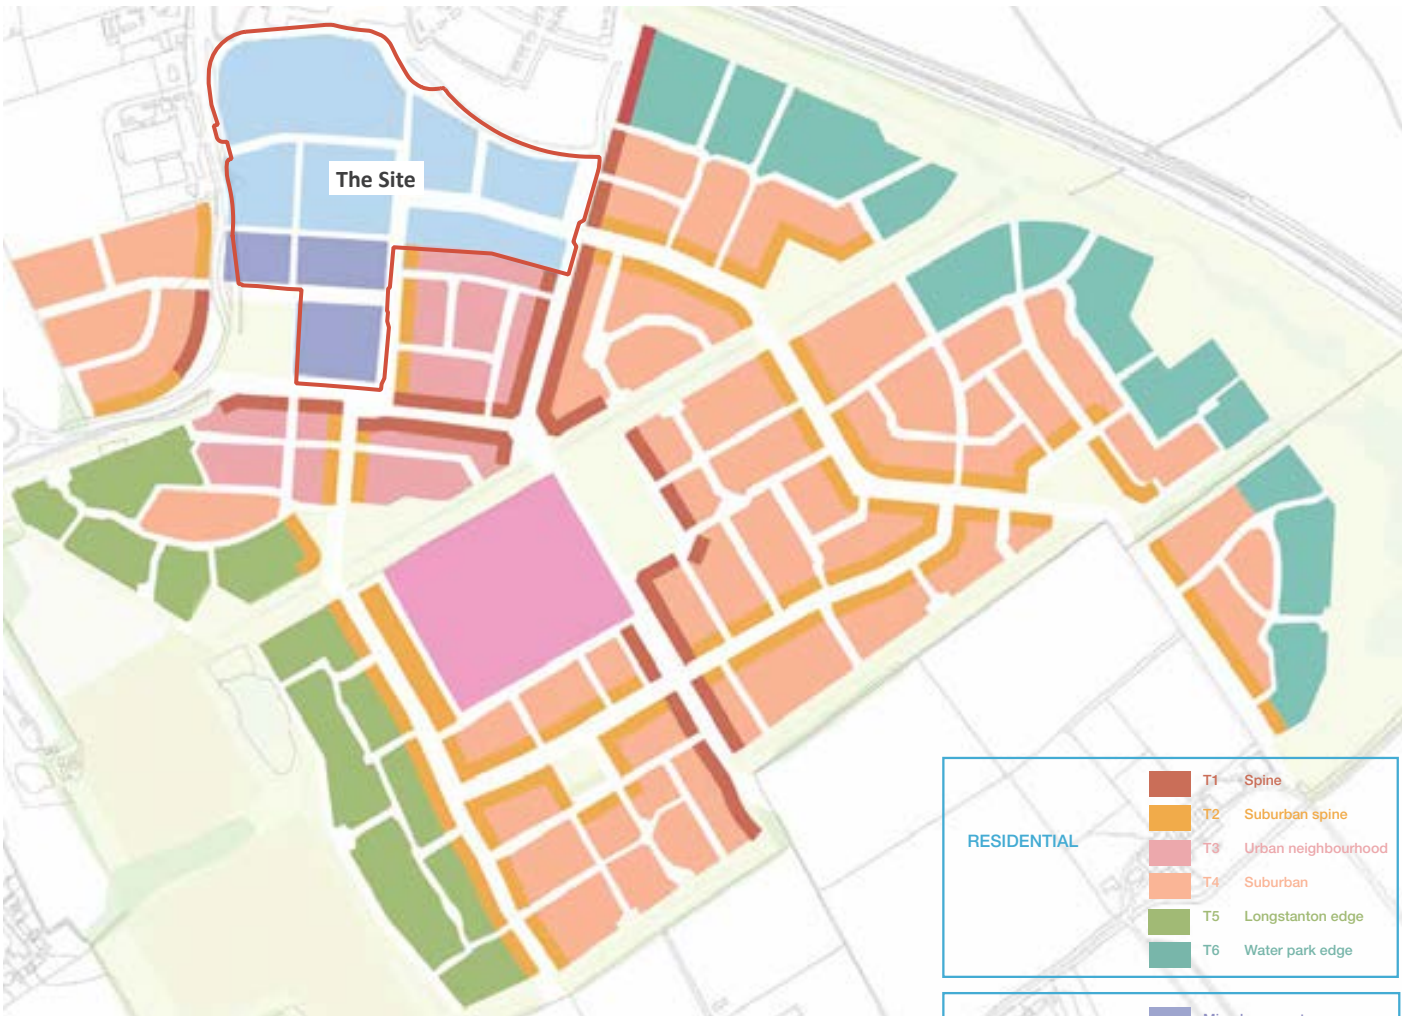 The Site
RESIDENTIAL
T1 Spine
T2 Suburban spine
T3 Urban neighbourhood
T4 Suburban
T5 Longstanton edge
T6 Water park edge